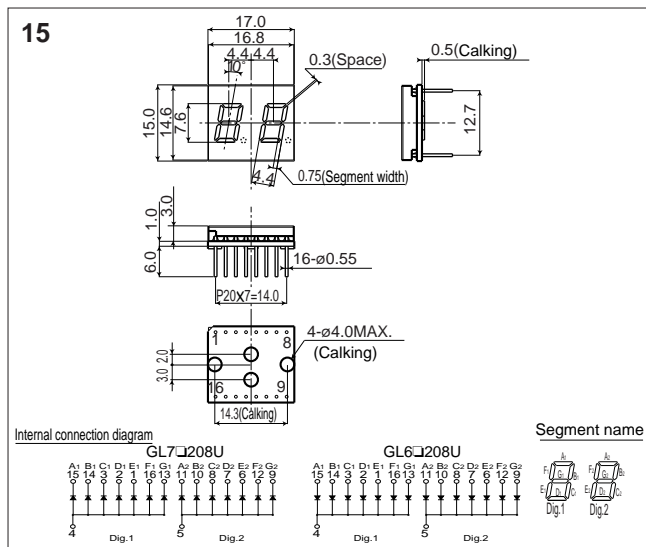 15
17.0
16.8
4.4 4.4
10°
0.3(Space)
0.5(Calking)
15.0
14.6
7.6
12.7
4.4
0.75(Segment width)
1.0
3.0
6.0
16-ø0.55
P20x7=14.0
1
8
4-ø4.0MAX.
(Calking)
2.0
3.0
16
9
14.3(Calking)
Internal connection diagram
Segment name
GL7❑208U
A1 B1 C1 D1 E1 F1 G1 A2 B2 C2 D2 E2 F2 G2
15 14 3 2 1 16 13 11 10 8 7 6 12 9
4
5
Dig.1
Dig.2
GL6❑208U
A1 B1 C1 D1 E1 F1 G1 A2 B2 C2 D2 E2 F2 G2
15 14 3 2 1 16 13 11 10 8 7 6 12 9
4
5
Dig.1
Dig.2
A1
A2
F1 G1
F2 G2 B2
E1 D1 C1
E2 D2 C2
Dig.1
Dig.2